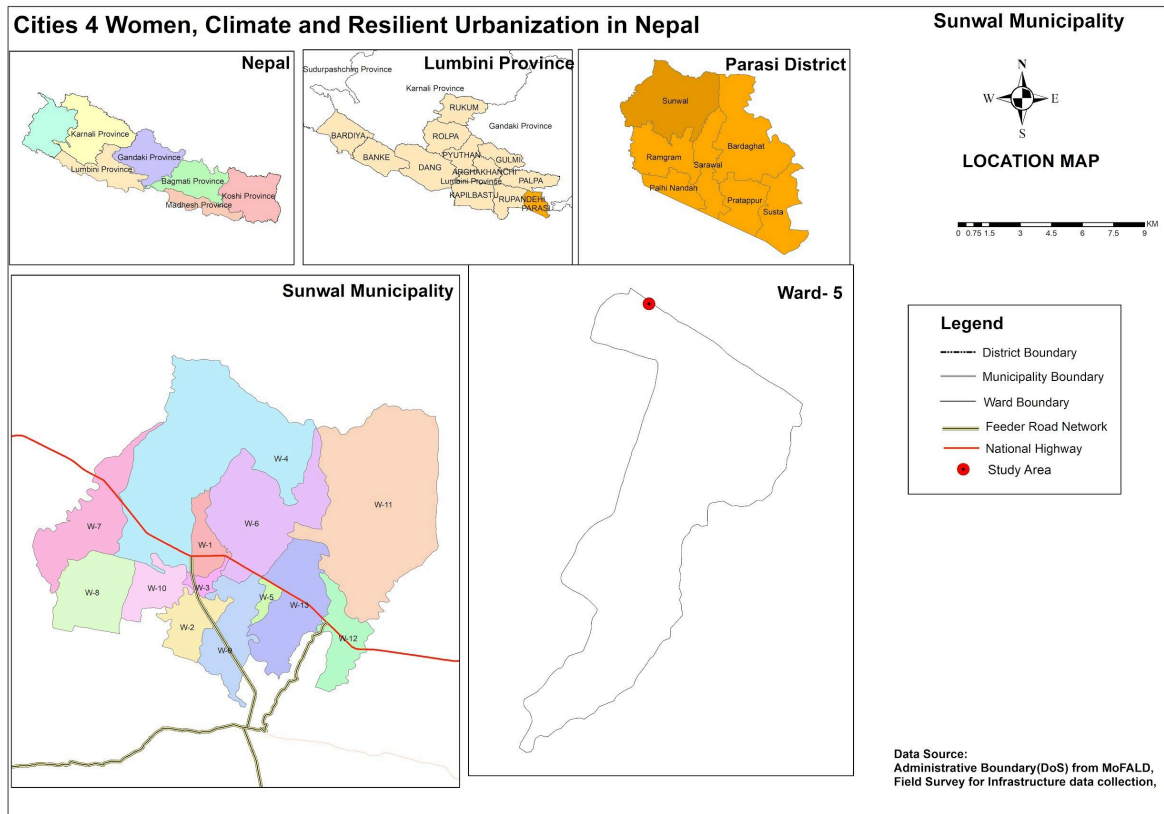 Cities 4 Women, Climate and Resilient Urbanization in Nepal
Sunwal Municipality
Nepal
Karnali Province
Gandaki Province
Lumbini Province
Bagmati Province
Koshi Province
Madhesh Province
Lumbini Province
Sudurpashchim Province
Karnali Province
RUKUM
Gandaki Province
BARDIYA
ROLPA
BANKE
PYUTHAN
DANG
GULMI
ARGHAKHANCHI
Lumbini Province
PALPA
KAPILBASTU
RUPANDEHI
PARASI
Parasi District
Sunwal
Bardaghat
Ramgram
Sarawal
Palhi Nandan
Pratappur
Susta
N
W E
S
LOCATION MAP
KM
0 0.75 1.5 3 4.5 6 7.5 9
Sunwal Municipality
W-4
W-11
W-7
W-6
W-1
W-8
W-10
W-3
W-5
W-13
W-2
W-12
W-9
Ward- 5
Legend
District Boundary
Municipality Boundary
Ward Boundary
Feeder Road Network
National Highway
Study Area
Data Source:
Administrative Boundary(DoS) from MoFALD,
Field Survey for Infrastructure data collection,